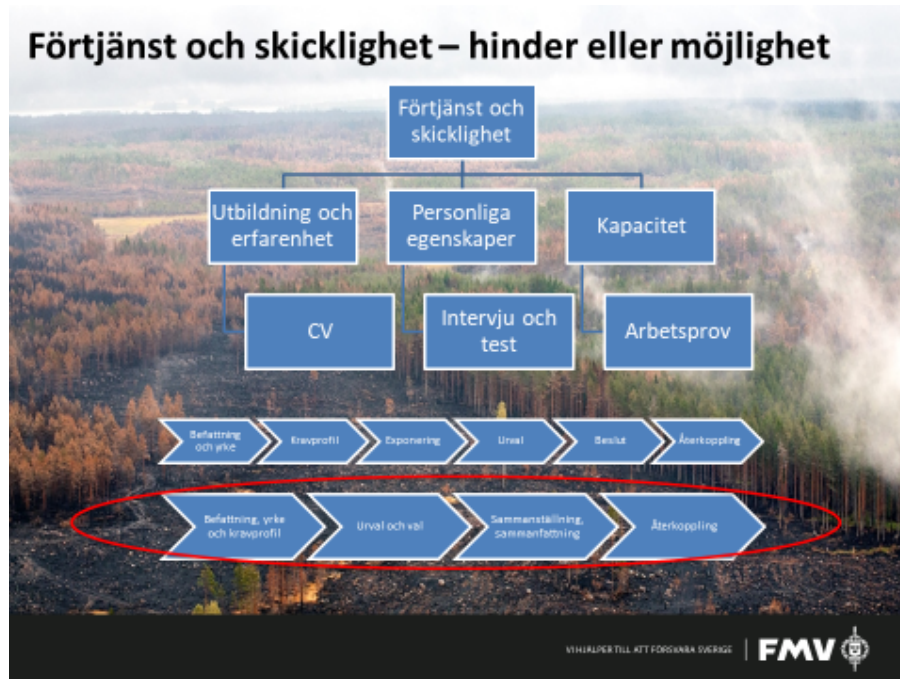 Förtjänst och skicklighet – hinder eller möjlighet
Förtjänst och
skicklighet
Utbildning och
erfarenhet
Personliga
egenskaper
Kapacitet
CV
Intervju och
test
Arbetsprov
Befattning
och yrke
Kravprofil
Exponering
Urval
Beslut
Återkoppling
Befattning, yrke
och kravprofil
Urval och val
Sammanställning,
sammanfattning
Återkoppling
VI HJÄLPER TILL ATT FÖRSVARA SVERIGE
FMV